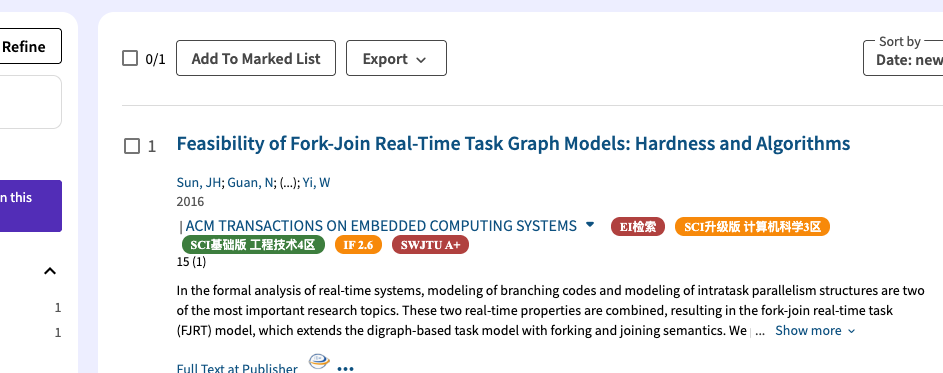 Refine
n this
1
1
0/1
Add To Marked List
Export
Sort by
Date: new
1
Feasibility of Fork-Join Real-Time Task Graph Models: Hardness and Algorithms
Sun, JH; Guan, N; (...); Yi, W
2016
| ACM TRANSACTIONS ON EMBEDDED COMPUTING SYSTEMS EI检索 SCI升级版 计算机科学3区
SCI基础版 工程技术4区 IF 2.6 SWJTU A+
15 (1)
In the formal analysis of real-time systems, modeling of branching codes and modeling of intratask parallelism structures are two
of the most important research topics. These two real-time properties are combined, resulting in the fork-join real-time task
(FJRT) model, which extends the digraph-based task model with forking and joining semantics. We ... Show more
Full Text at Publisher •••